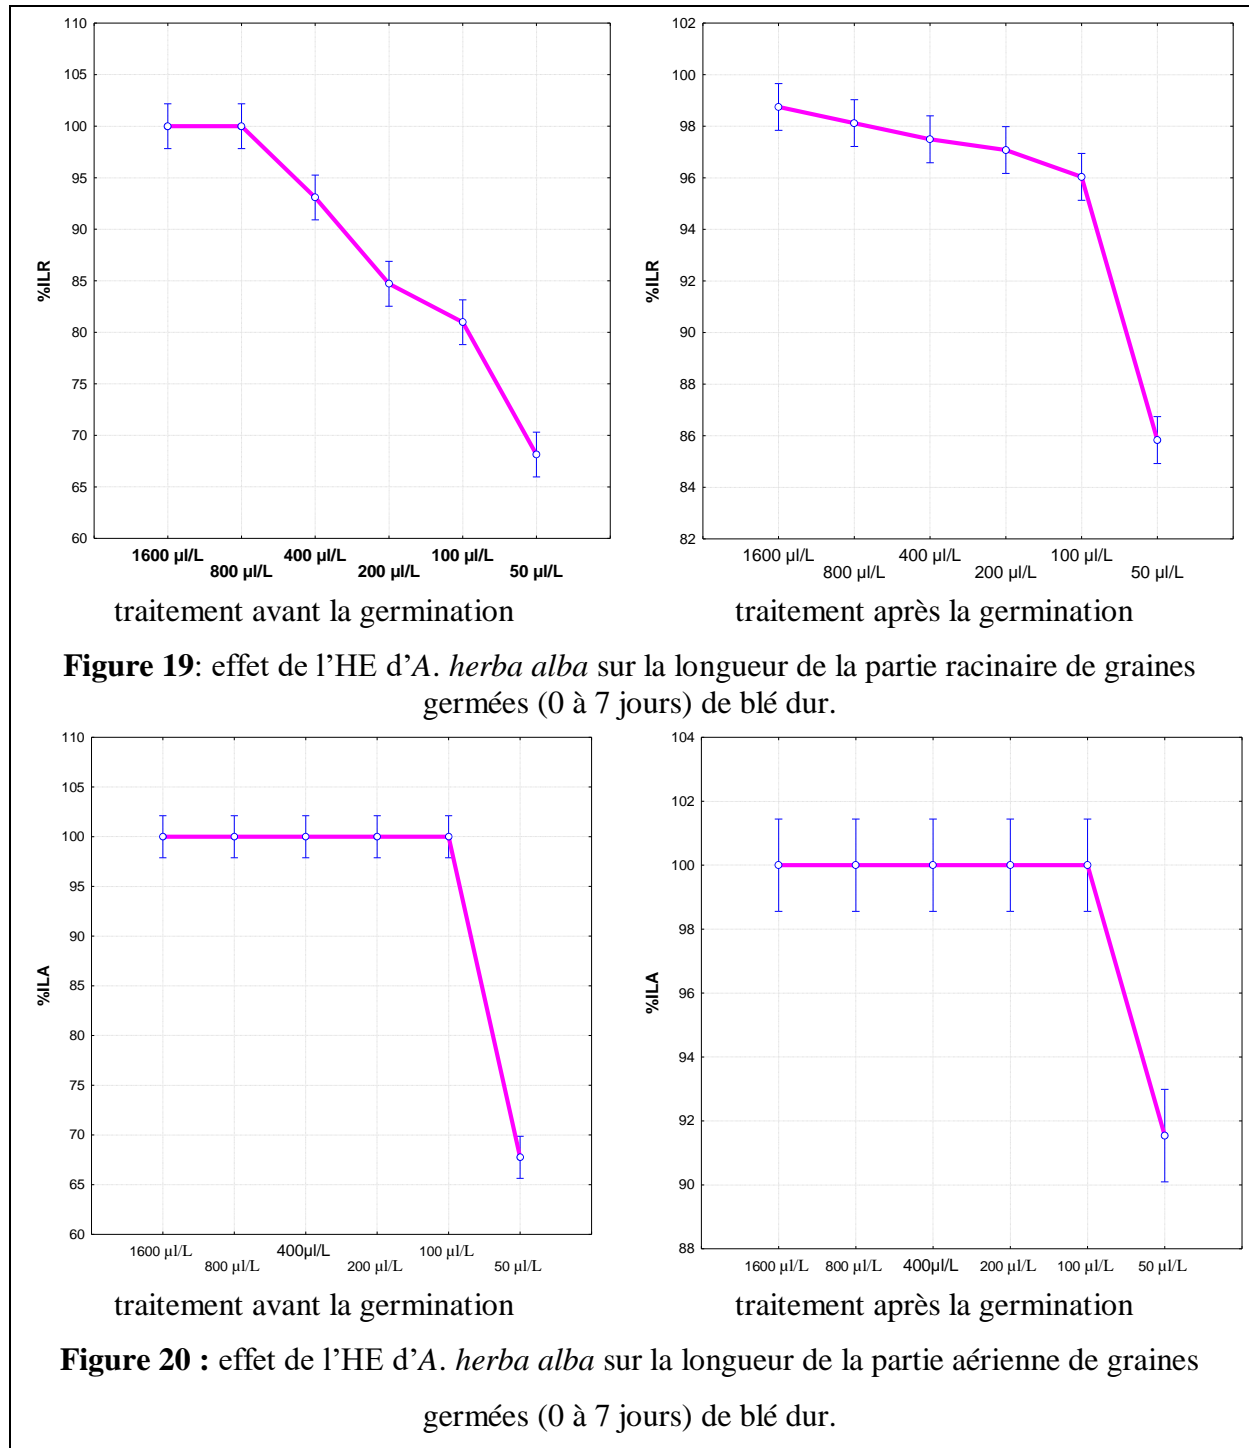 110
105
100
95
90
85
80
75
70
65
60
%ILR
1600 µl/L
800 µl/L
400 µl/L
200 µl/L
100 µl/L
50 µl/L
traitement avant la germination
102
100
98
96
94
92
90
88
86
84
82
%ILR
1600 µl/L
800 µl/L
400 µl/L
200 µl/L
100 µl/L
50 µl/L
traitement après la germination
Figure 19: effet de l’HE d’A. herba alba sur la longueur de la partie racinaire de graines
germées (0 à 7 jours) de blé dur.
110
105
100
95
90
85
80
75
70
65
60
%ILA
1600 µl/L
800 µl/L
400µl/L
200 µl/L
100 µl/L
50 µl/L
traitement avant la germination
104
102
100
98
96
94
92
90
88
%ILA
1600 µl/L
800 µl/L
400µl/L
200 µl/L
100 µl/L
50 µl/L
traitement après la germination
Figure 20 : effet de l’HE d’A. herba alba sur la longueur de la partie aérienne de graines
germées (0 à 7 jours) de blé dur.